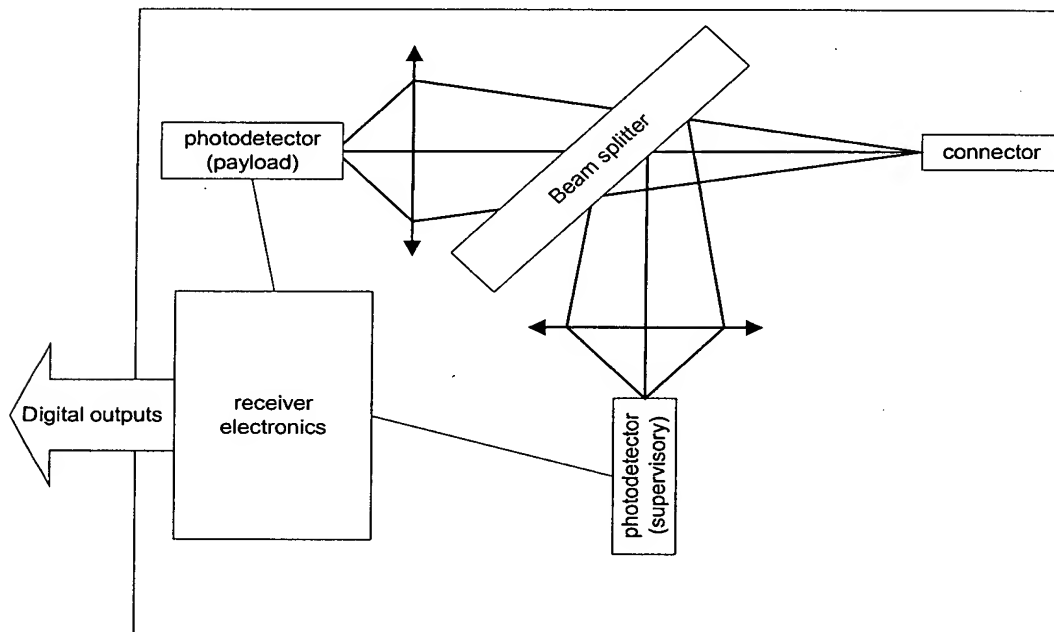 photodetector
(payload)
Beam splitter
connector
Digital outputs
receiver
electronics
photodetector
(supervisory)